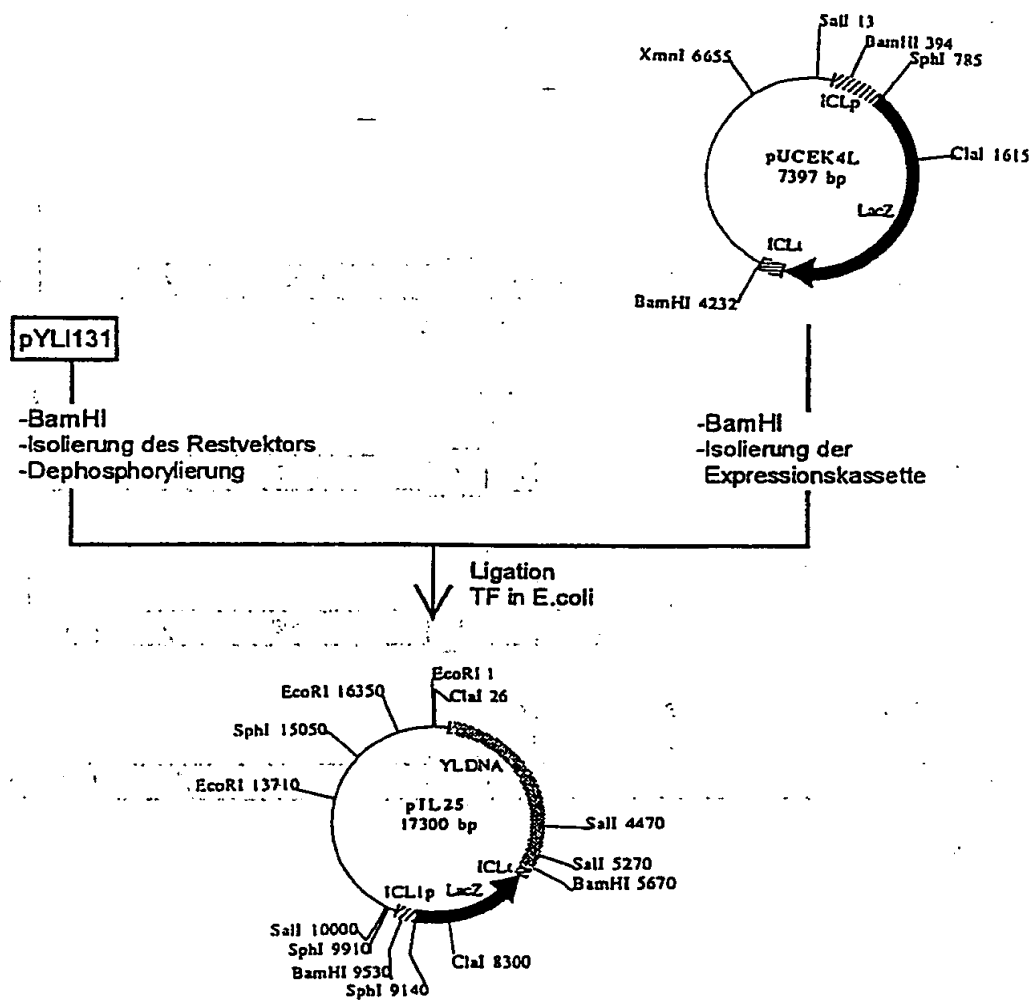 SalI 13
BamHI 394
SphI 785
XmnI 6655
ICLp
pUCEK4L
7397 bp
ClaI 1615
LacZ
ICLt
BamHI 4232
pYLI131
-BamHI
-Isolierung des Restvektors
-Dephosphorylierung
-BamHI
-Isolierung der
Expressionskassette
Ligation
TF in E.coli
EcoRI 1
ClaI 26
EcoRI 16350
SphI 15050
EcoRI 13710
YLDNA
pTL25
17300 bp
SalI 4470
SalI 5270
BamHI 5670
ICLt
LacZ
ICL1p
SalI 10000
SphI 9910
BamHI 9530
SphI 9140
ClaI 8300